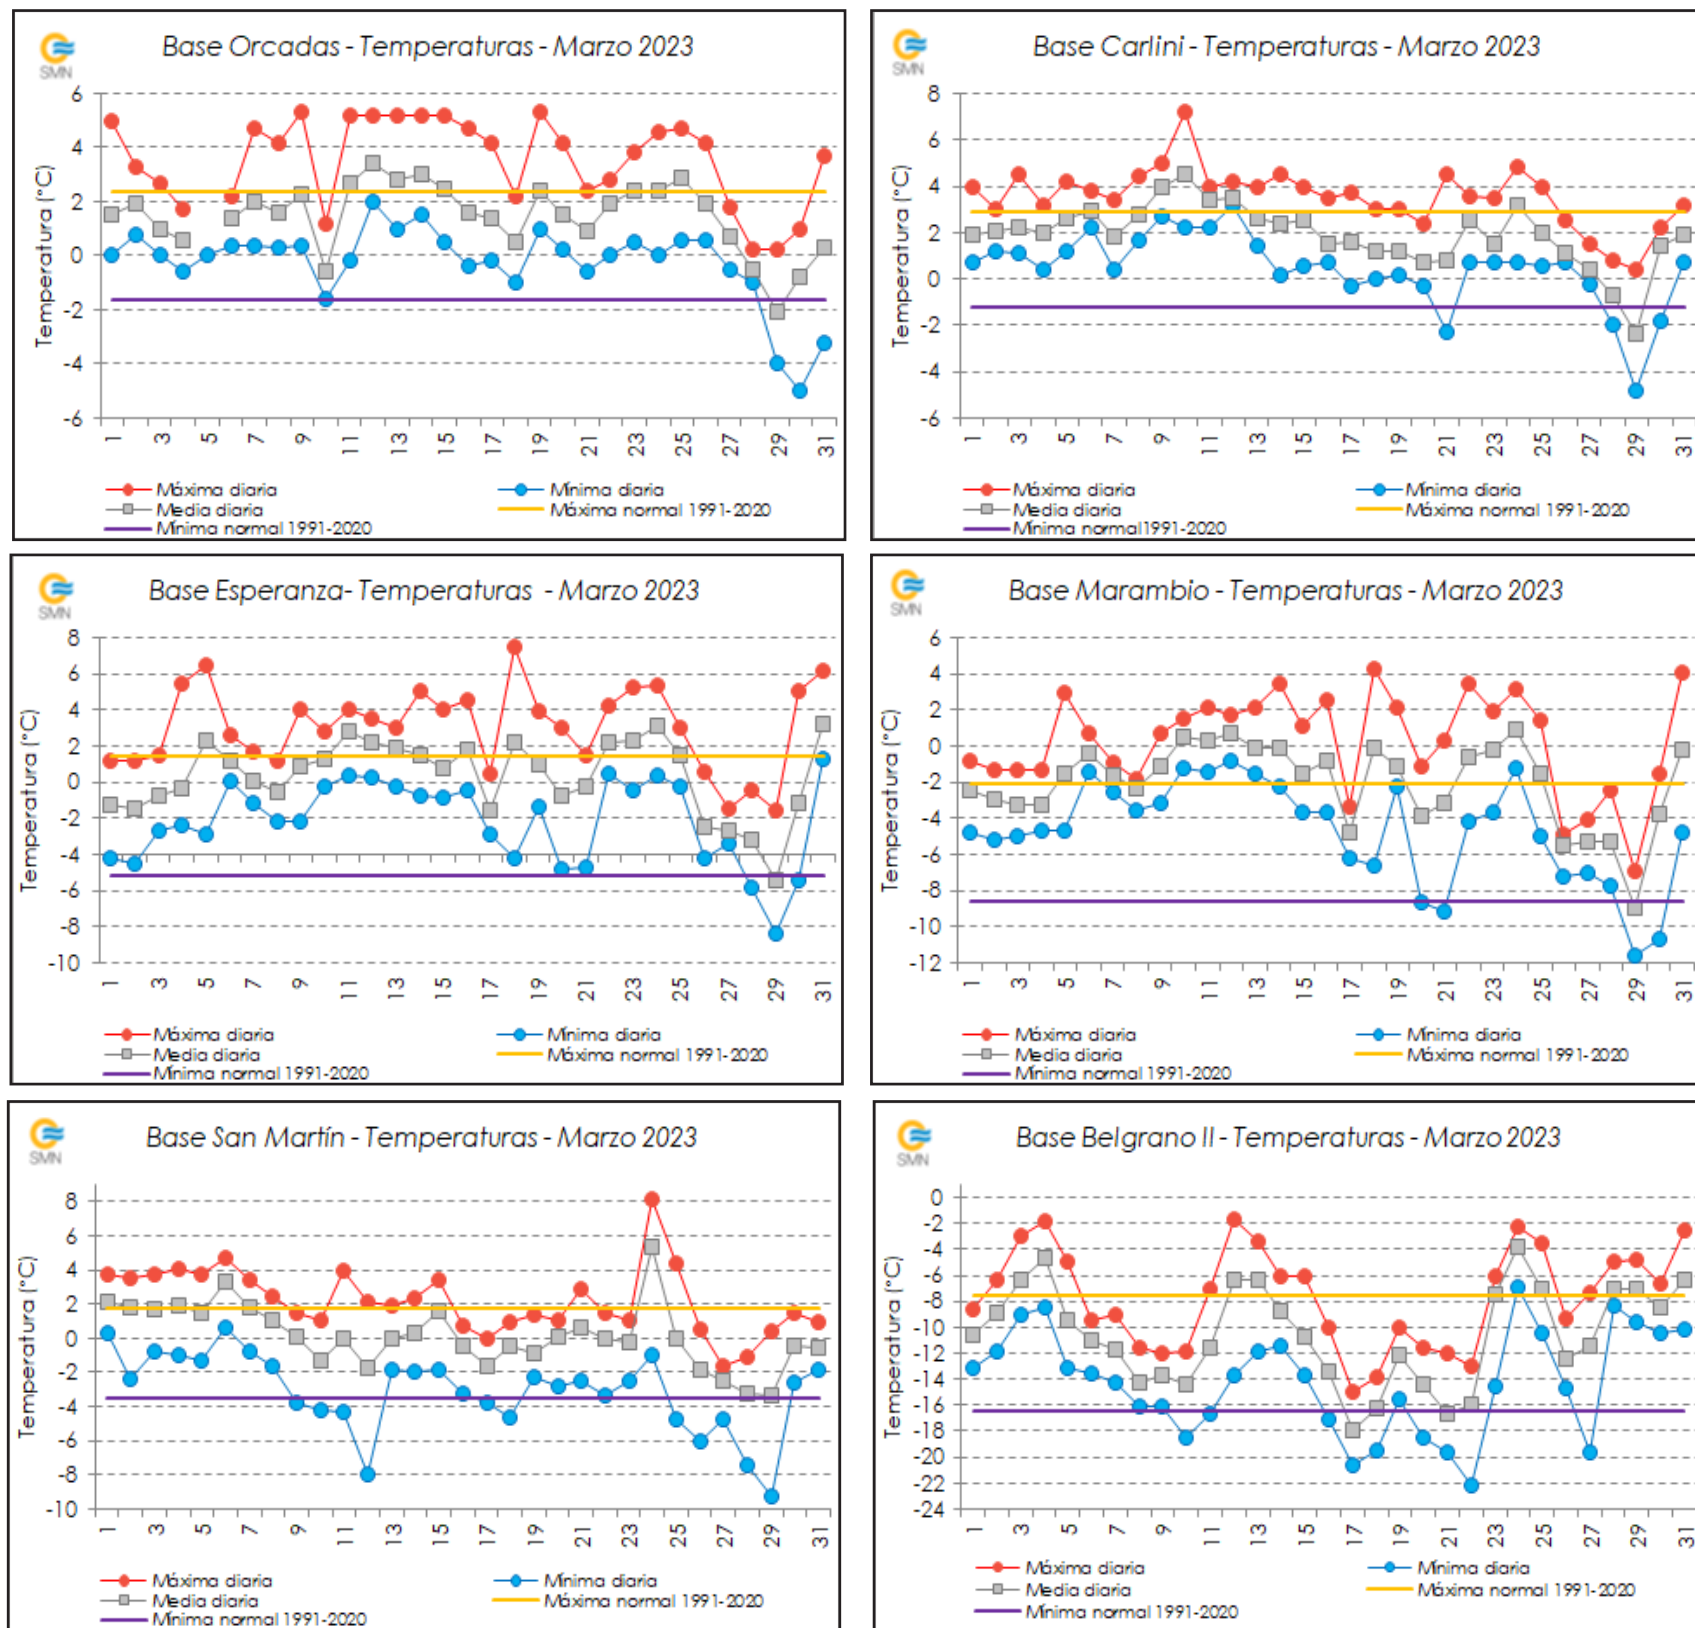 SMN
Base Orcadas - Temperaturas - Marzo 2023
Temperatura (°C)
6
4
2
0
-2
-4
-6
1 3 5 7 9 11 13 15 17 19 21 23 25 27 29 31
Máxima diaria
Mínima diaria
Media diaria
Máxima normal 1991-2020
Mínima normal 1991-2020
SMN
Base Carlini - Temperaturas - Marzo 2023
Temperatura (°C)
8
6
4
2
0
-2
-4
-6
1 3 5 7 9 11 13 15 17 19 21 23 25 27 29 31
Máxima diaria
Mínima diaria
Media diaria
Máxima normal 1991-2020
Mínima normal1991-2020
SMN
Base Esperanza- Temperaturas - Marzo 2023
Temperatura (°C)
8
6
4
2
0
-2
-4
-6
-8
-10
1 3 5 7 9 11 13 15 17 19 21 23 25 27 29 31
Máxima diaria
Mínima diaria
Media diaria
Máxima normal 1991-2020
Mínima normal 1991-2020
SMN
Base Marambio - Temperaturas - Marzo 2023
Temperatura (°C)
6
4
2
0
-2
-4
-6
-8
-10
-12
1 3 5 7 9 11 13 15 17 19 21 23 25 27 29 31
Máxima diaria
Mínima diaria
Media diaria
Máxima normal 1991-2020
Mínima normal 1991-2020
SMN
Base San Martín - Temperaturas - Marzo 2023
Temperatura (°C)
8
6
4
2
0
-2
-4
-6
-8
-10
1 3 5 7 9 11 13 15 17 19 21 23 25 27 29 31
Máxima diaria
Mínima diaria
Media diaria
Máxima normal 1991-2020
Mínima normal 1991-2020
SMN
Base Belgrano II - Temperaturas - Marzo 2023
Temperatura (°C)
0
-2
-4
-6
-8
-10
-12
-14
-16
-18
-20
-22
-24
1 3 5 7 9 11 13 15 17 19 21 23 25 27 29 31
Máxima diaria
Mínima diaria
Media diaria
Máxima normal 1991-2020
Mínima normal 1991-2020